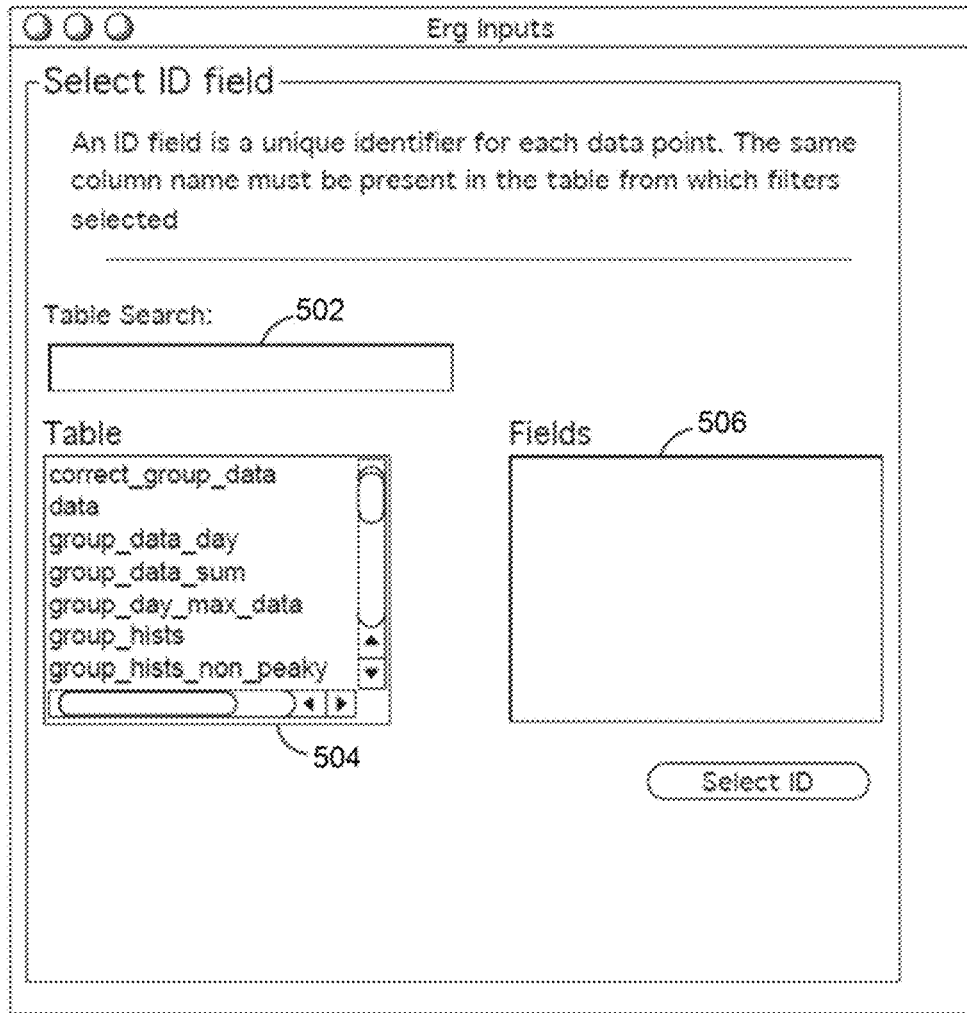 Erg Inputs
Select ID field
An ID field is a unique identifier for each data point. The same
column name must be present in the table from which filters
selected
Table Search:
502
Table
Fields
506
correct_group_data
data
group_data_day
group_data_sum
group_day_max_data
group_hists
group_hists_non_peaky
504
Select ID